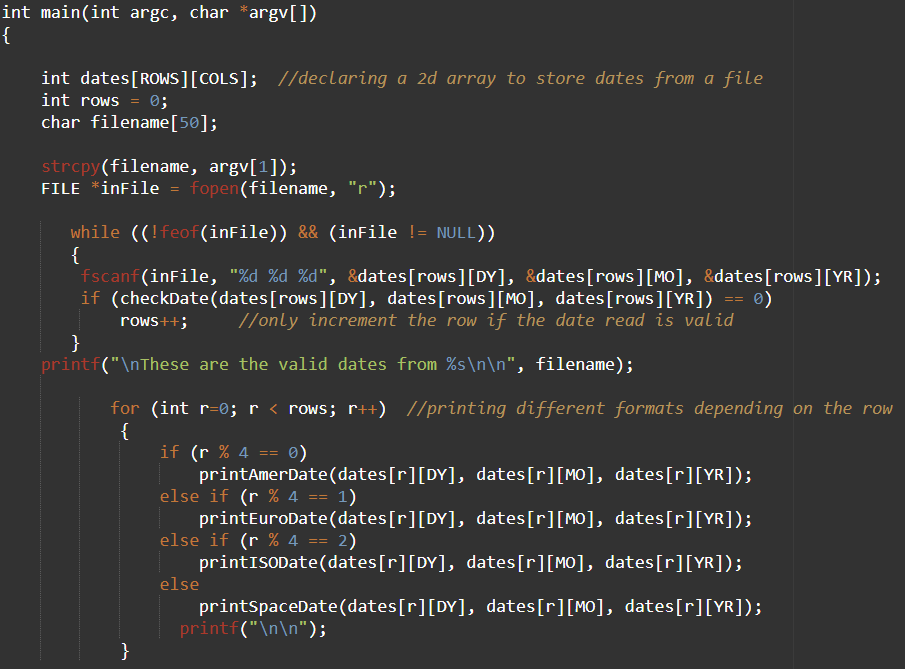 int main(int argc, char *argv[])
{
int dates[ROWS][COLS];  //declaring a 2d array to store dates from a file
int rows = 0;
char filename[50];
strcpy(filename, argv[1]);
FILE *inFile = fopen(filename, "r");
while ((!feof(inFile)) && (inFile != NULL))
{
fscanf(inFile, "%d %d %d", &dates[rows][DY], &dates[rows][MO], &dates[rows][YR]);
if (checkDate(dates[rows][DY], dates[rows][MO], dates[rows][YR]) == 0)
rows++;     //only increment the row if the date read is valid
}
printf("\nThese are the valid dates from %s\n\n", filename);
for (int r=0; r < rows; r++)  //printing different formats depending on the row
{
if (r % 4 == 0)
printAmerDate(dates[r][DY], dates[r][MO], dates[r][YR]);
else if (r % 4 == 1)
printEuroDate(dates[r][DY], dates[r][MO], dates[r][YR]);
else if (r % 4 == 2)
printISODate(dates[r][DY], dates[r][MO], dates[r][YR]);
else
printSpaceDate(dates[r][DY], dates[r][MO], dates[r][YR]);
printf("\n\n");
}